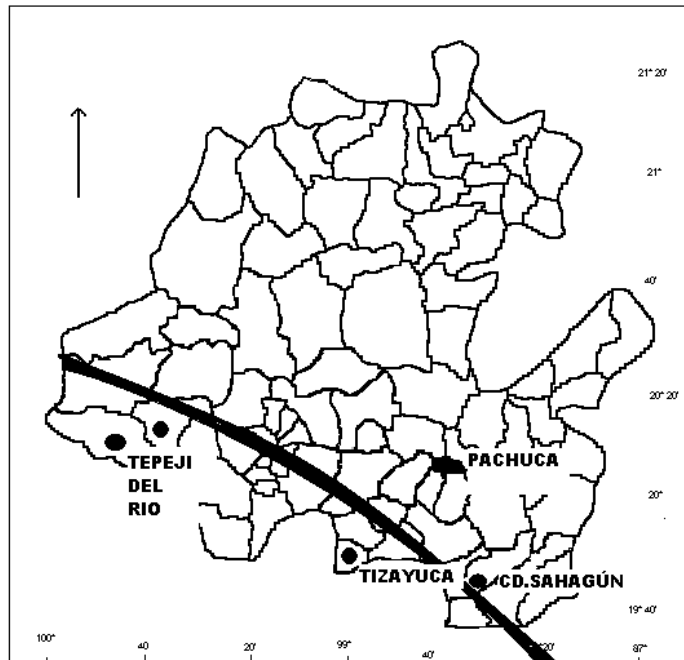 21° 20'
21°
40'
20° 20'
PACHUCA
TEPEJI
DEL
RIO
20°
TIZAYUCA
CD.SAHAGÚN
19° 40'
100°
40
20'
99°
40'
20'
87°